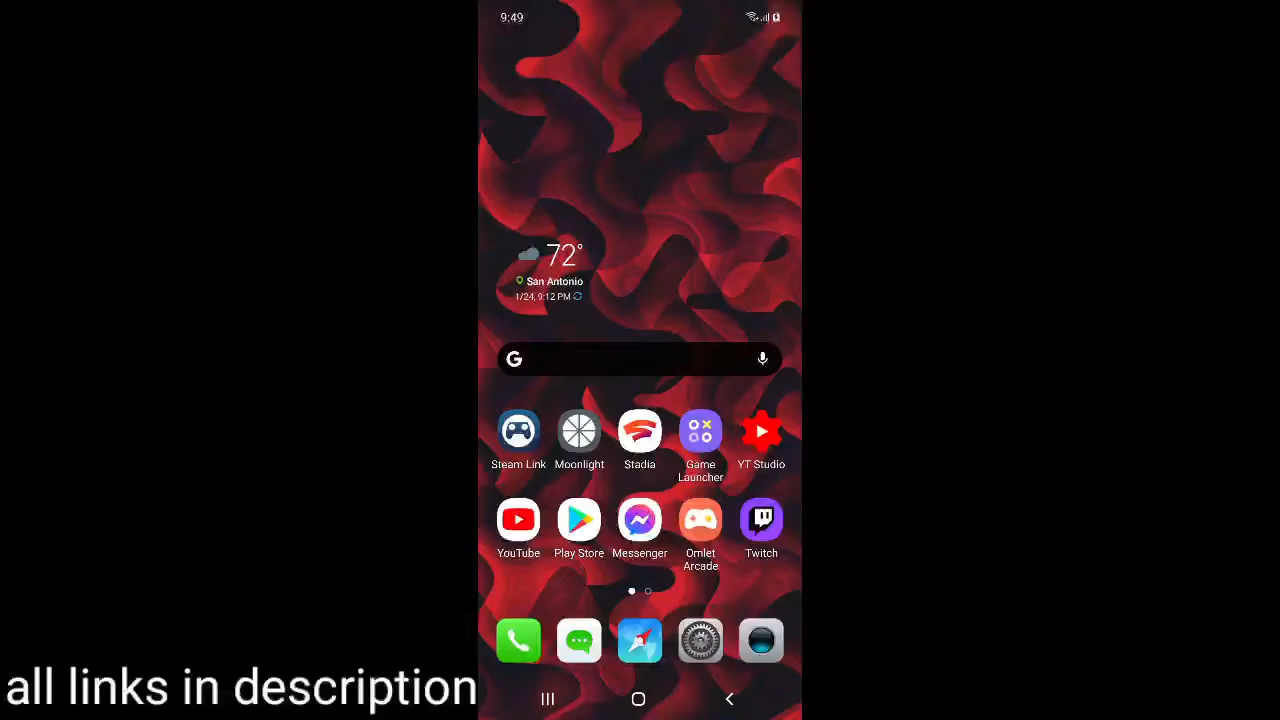 9:49
72°
San Antonio
1/24, 9:12 PM
G
Steam Link Moonlight Stadia Game Launcher YT Studio
YouTube Play Store Messenger Omlet Arcade Twitch
all links in description